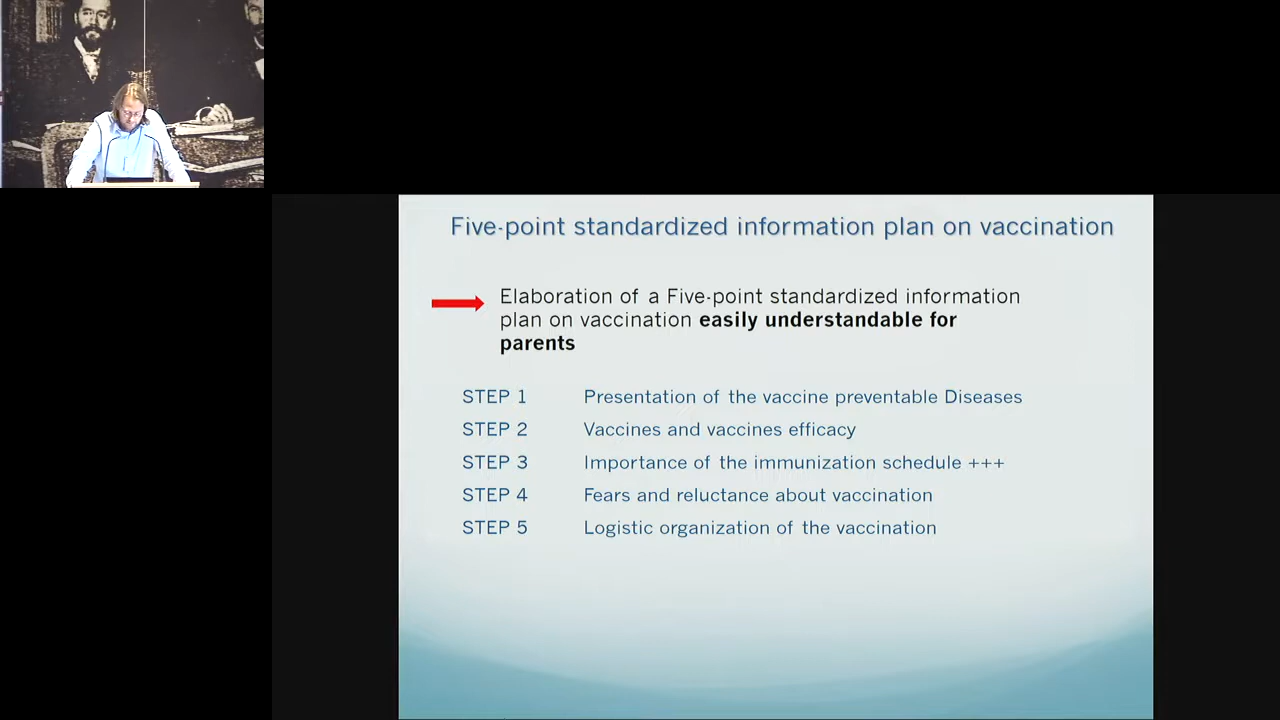 Five-point standardized information plan on vaccination
Elaboration of a Five-point standardized information
plan on vaccination easily understandable for
parents
STEP 1 Presentation of the vaccine preventable Diseases
STEP 2 Vaccines and vaccines efficacy
STEP 3 Importance of the immunization schedule +++
STEP 4 Fears and reluctance about vaccination
STEP 5 Logistic organization of the vaccination